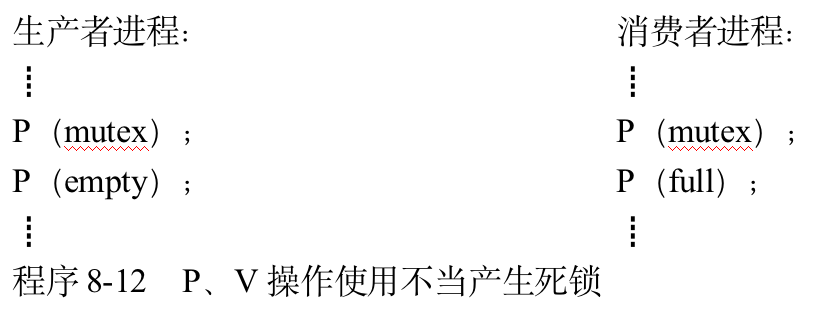 生产者进程： 消费者进程：
⋮ ⋮
P（mutex）； P（mutex）；
P（empty）； P（full）；
⋮ ⋮
程序 8-12 P、V 操作使用不当产生死锁